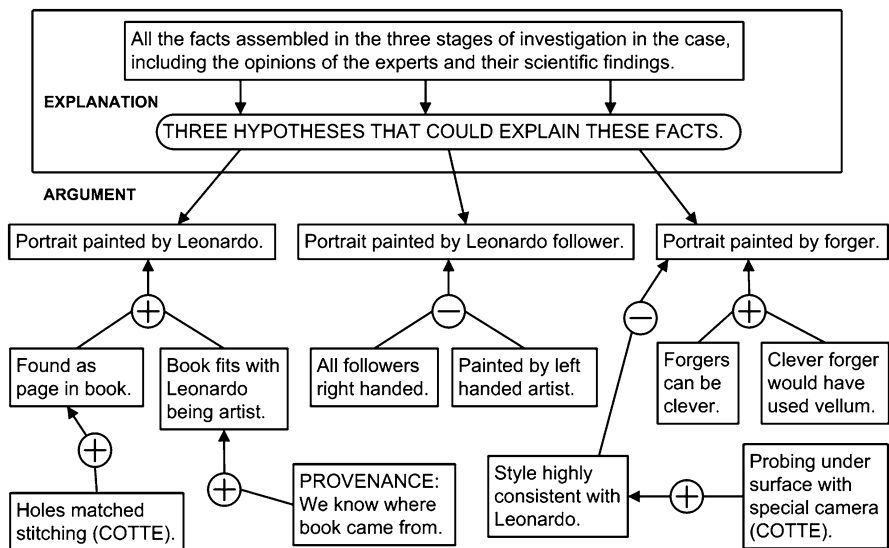 All the facts assembled in the three stages of investigation in the case,
including the opinions of the experts and their scientific findings.
EXPLANATION
THREE HYPOTHESES THAT COULD EXPLAIN THESE FACTS.
ARGUMENT
Portrait painted by Leonardo.
Portrait painted by Leonardo follower.
Portrait painted by forger.
+
−
−
+
Found as
page in book.
Book fits with
Leonardo
being artist.
All followers
right handed.
Painted by left
handed artist.
Forgers
can be
clever.
Clever forger
would have
used vellum.
+
+
Holes matched
stitching (COTTE).
PROVENANCE:
We know where
book came from.
Style highly
consistent with
Leonardo.
+
Probing under
surface with
special camera
(COTTE).